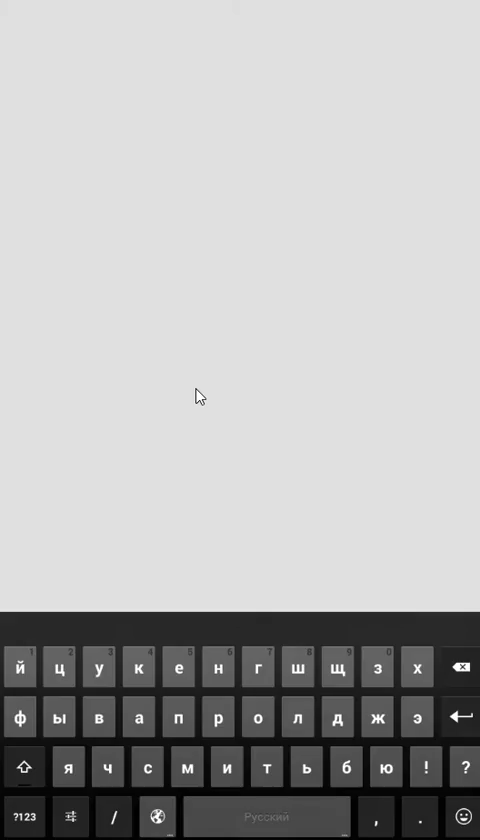 1 2 3 4 5 6 7 8 9 0
й ц у к е н г ш щ з х
ф ы в а п р о л д ж э
я ч с м и т ь б ю ! ?
?123 / Русский , .